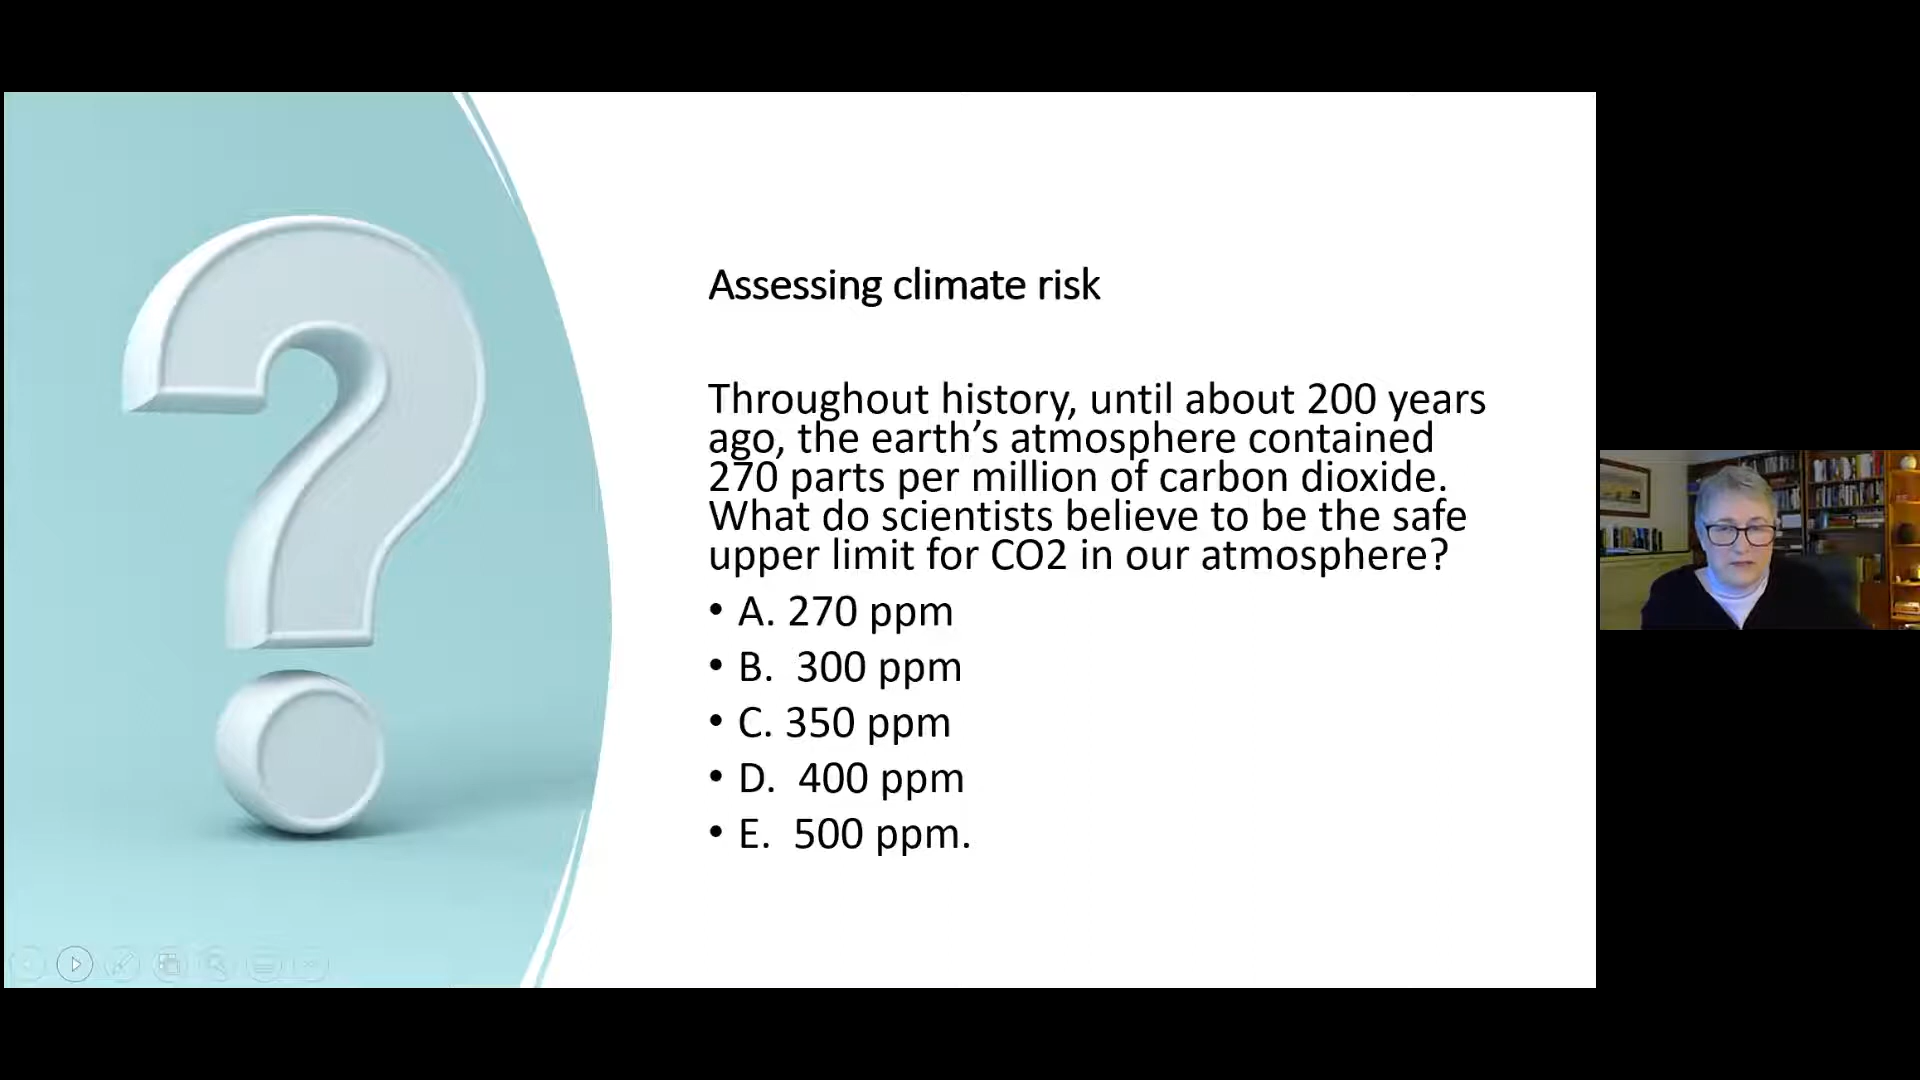 Assessing climate risk
Throughout history, until about 200 years
ago, the earth’s atmosphere contained
270 parts per million of carbon dioxide.
What do scientists believe to be the safe
upper limit for CO2 in our atmosphere?
• A. 270 ppm
• B.  300 ppm
• C. 350 ppm
• D.  400 ppm
• E.  500 ppm.